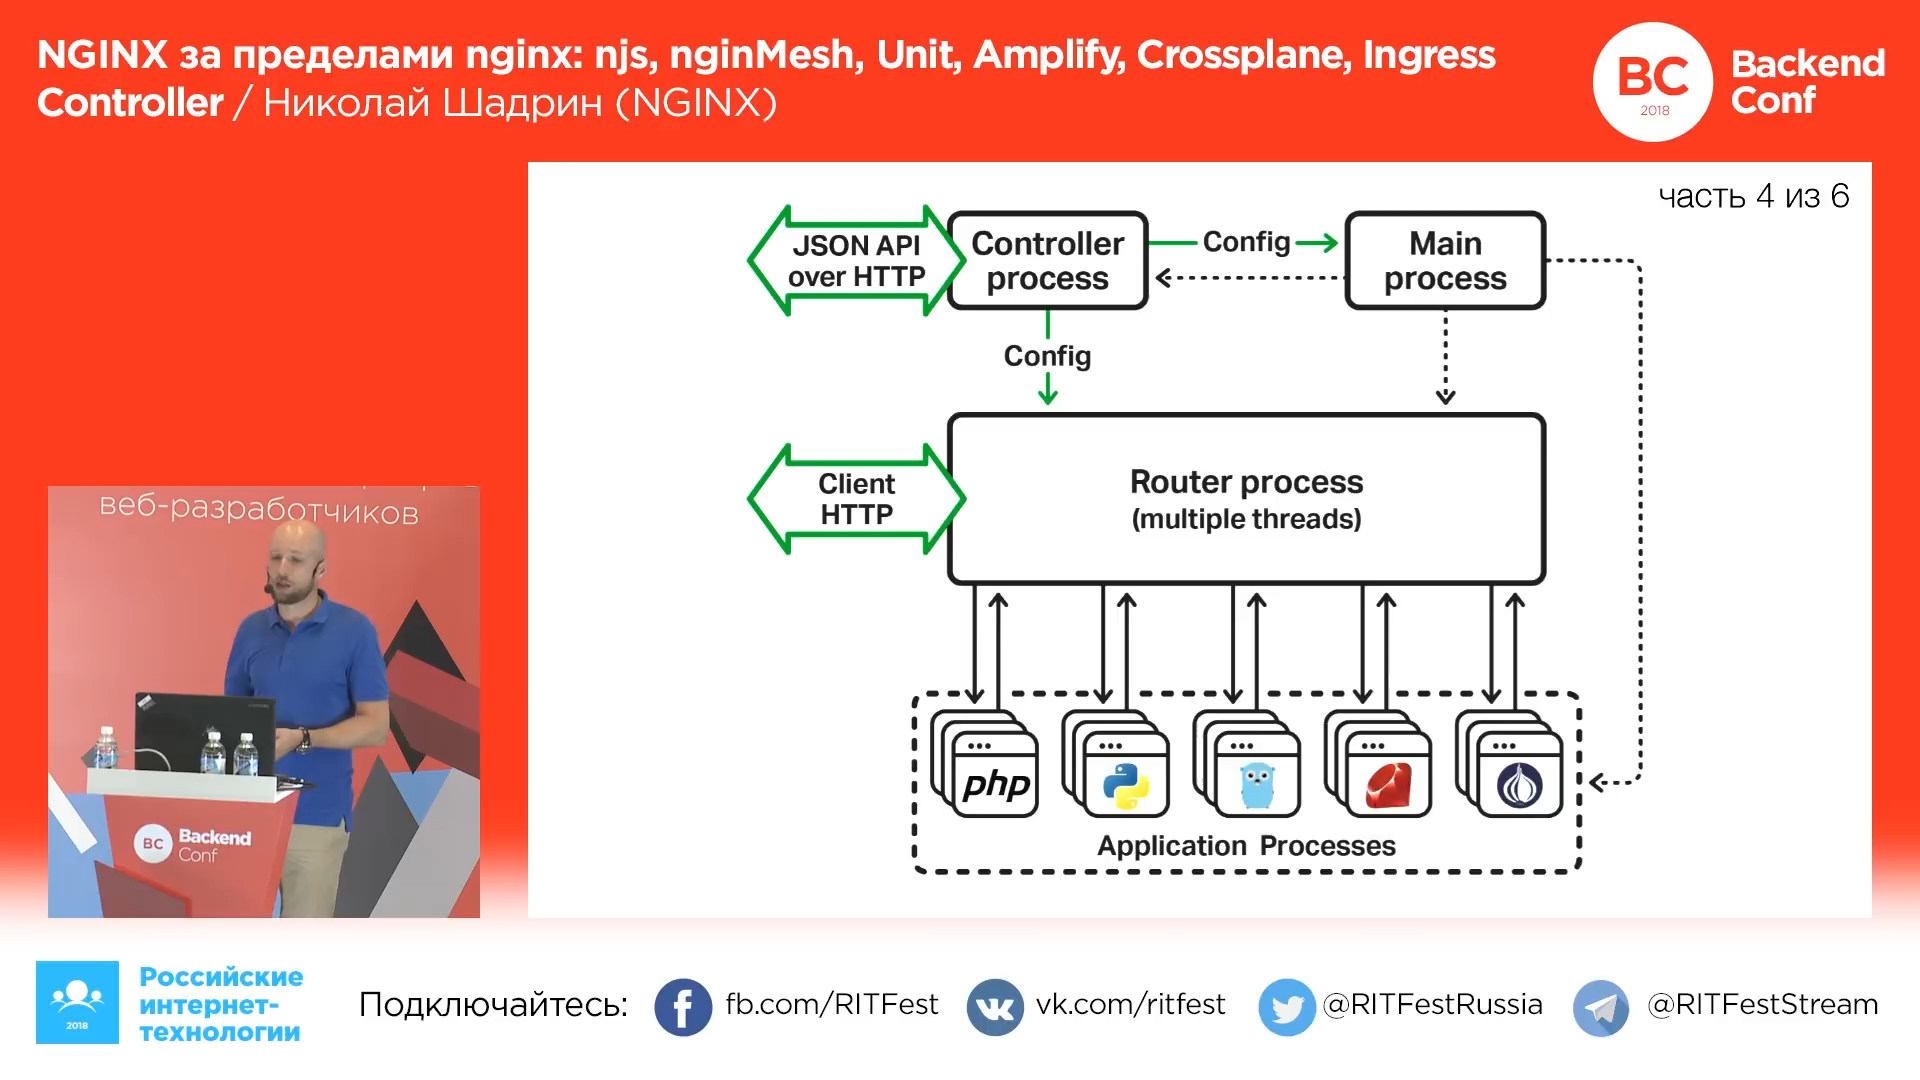 NGINX за пределами nginx: njs, nginMesh, Unit, Amplify, Crossplane, Ingress
Controller / Николай Шадрин (NGINX)
BC
2018
Backend
Conf
часть 4 из 6
JSON API
over HTTP
Controller
process
Config
Main
process
Config
Client
HTTP
Router process
(multiple threads)
php
Application Processes
веб-разработчиков
BC
Backend
Conf
2018
Российские
интернет-
технологии
Подключайтесь:
fb.com/RITFest
vk.com/ritfest
@RITFestRussia
@RITFestStream